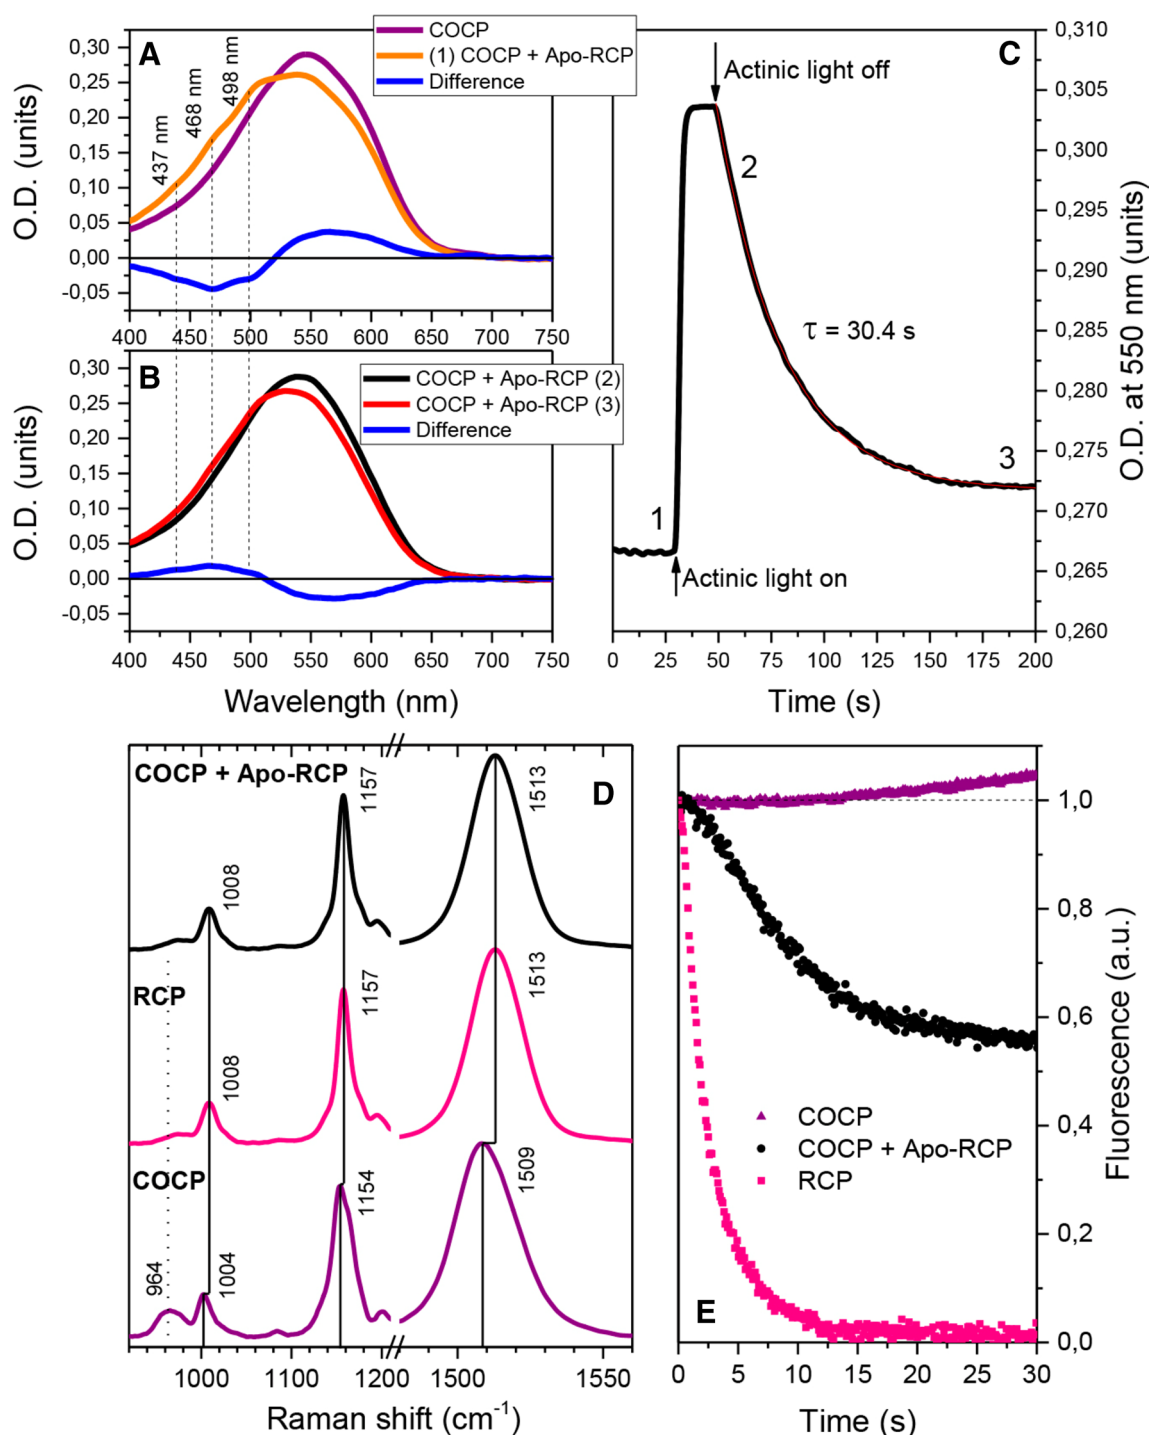 A
COCP
(1) COCP + Apo-RCP
Difference
437 nm
468 nm
498 nm
O.D. (units)
0,30
0,25
0,20
0,15
0,10
0,05
0,00
-0,05
400 450 500 550 600 650 700 750
B
COCP + Apo-RCP (2)
COCP + Apo-RCP (3)
Difference
O.D. (units)
0,30
0,25
0,20
0,15
0,10
0,05
0,00
-0,05
400 450 500 550 600 650 700 750
Wavelength (nm)
C
Actinic light off
2
τ = 30.4 s
3
1
Actinic light on
0,310
0,305
0,300
0,295
0,290
0,285
0,280
0,275
0,270
0,265
0,260
O.D. at 550 nm (units)
0 25 50 75 100 125 150 175 200
Time (s)
D
COCP + Apo-RCP
1008
1157
1513
RCP
1008
1157
1513
COCP
964
1004
1154
1509
1000 1100 1200 1500 1550
Raman shift (cm-1)
E
COCP
COCP + Apo-RCP
RCP
1,0
0,8
0,6
0,4
0,2
0,0
Fluorescence (a.u.)
0 5 10 15 20 25 30
Time (s)